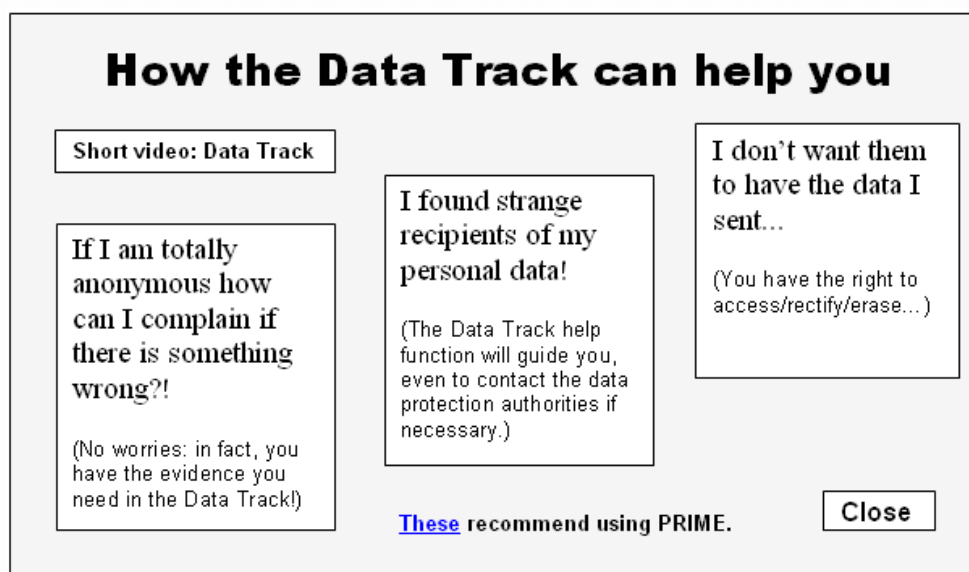 How the Data Track can help you
Short video: Data Track
If I am totally
anonymous how
can I complain if
there is something
wrong?!
(No worries: in fact, you
have the evidence you
need in the Data Track!)
I found strange
recipients of my
personal data!
(The Data Track help
function will guide you,
even to contact the data
protection authorities if
necessary.)
I don't want them
to have the data I
sent...
(You have the right to
access/rectify/erase...)
These recommend using PRIME.
Close